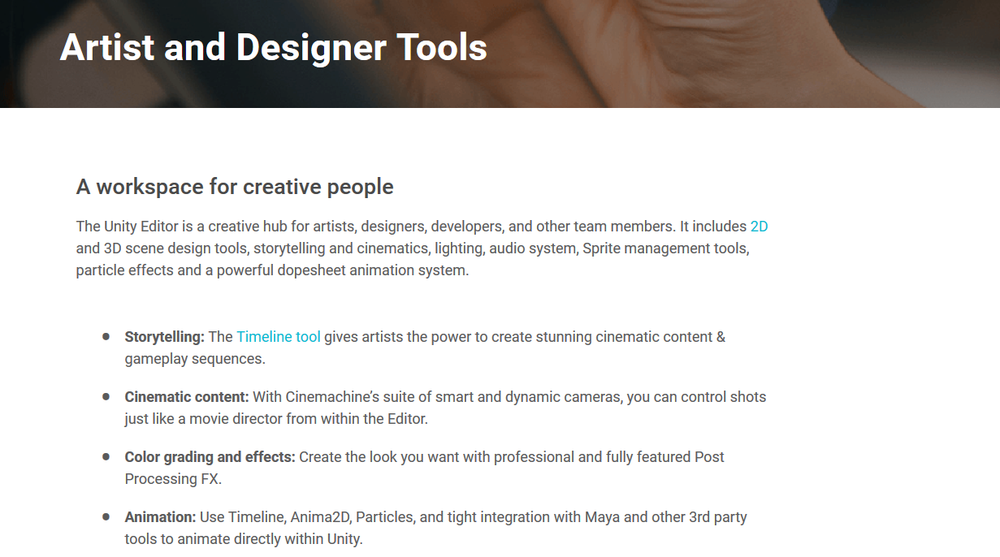 Artist and Designer Tools
A workspace for creative people
The Unity Editor is a creative hub for artists, designers, developers, and other team members. It includes 2D
and 3D scene design tools, storytelling and cinematics, lighting, audio system, Sprite management tools,
particle effects and a powerful dopesheet animation system.
Storytelling: The Timeline tool gives artists the power to create stunning cinematic content &
gameplay sequences.
Cinematic content: With Cinemachine’s suite of smart and dynamic cameras, you can control shots
just like a movie director from within the Editor.
Color grading and effects: Create the look you want with professional and fully featured Post
Processing FX.
Animation: Use Timeline, Anima2D, Particles, and tight integration with Maya and other 3rd party
tools to animate directly within Unity.